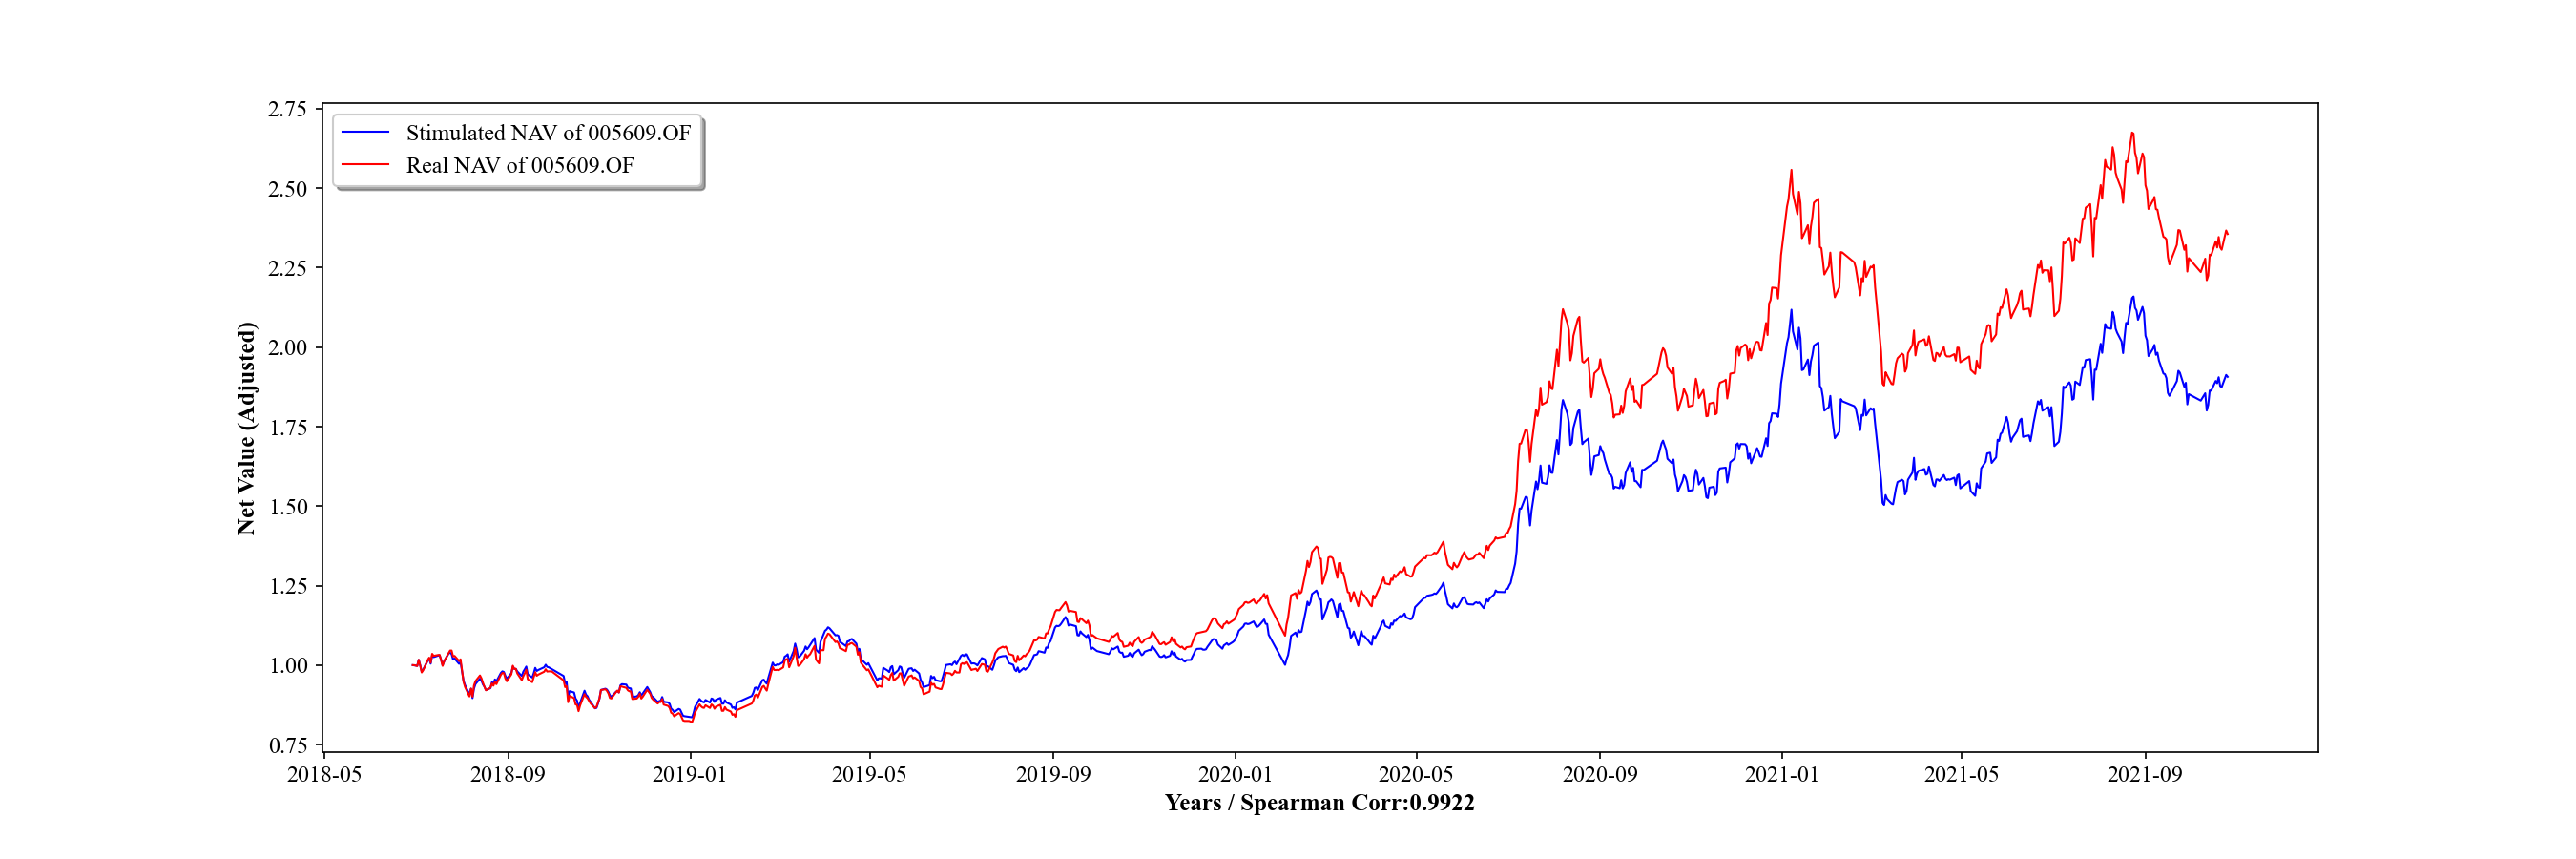 2.75
2.50
2.25
2.00
1.75
1.50
1.25
1.00
0.75
Net Value (Adjusted)
Stimulated NAV of 005609.OF
Real NAV of 005609.OF
2018-05 2018-09 2019-01 2019-05 2019-09 2020-01 2020-05 2020-09 2021-01 2021-05 2021-09
Years / Spearman Corr:0.9922